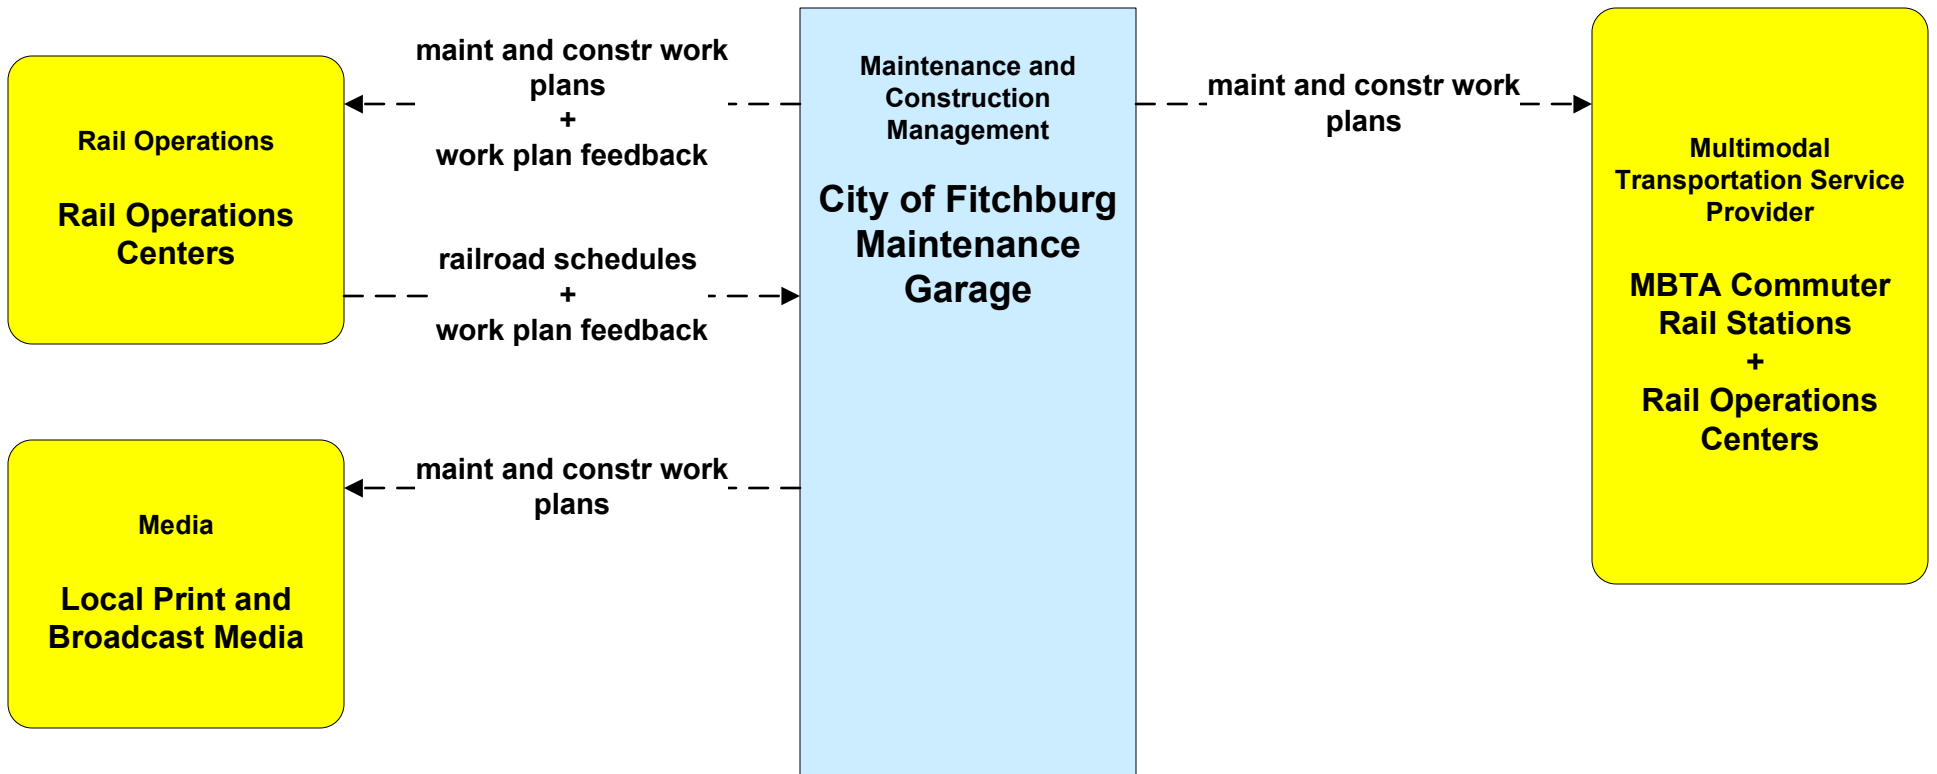 maint and constr work
plans
+
work plan feedback
Rail Operations
Rail Operations
Centers
railroad schedules
+
work plan feedback
Maintenance and
Construction
Management
City of Fitchburg
Maintenance
Garage
maint and constr work
plans
Multimodal
Transportation Service
Provider
MBTA Commuter
Rail Stations
+
Rail Operations
Centers
maint and constr work
plans
Media
Local Print and
Broadcast Media